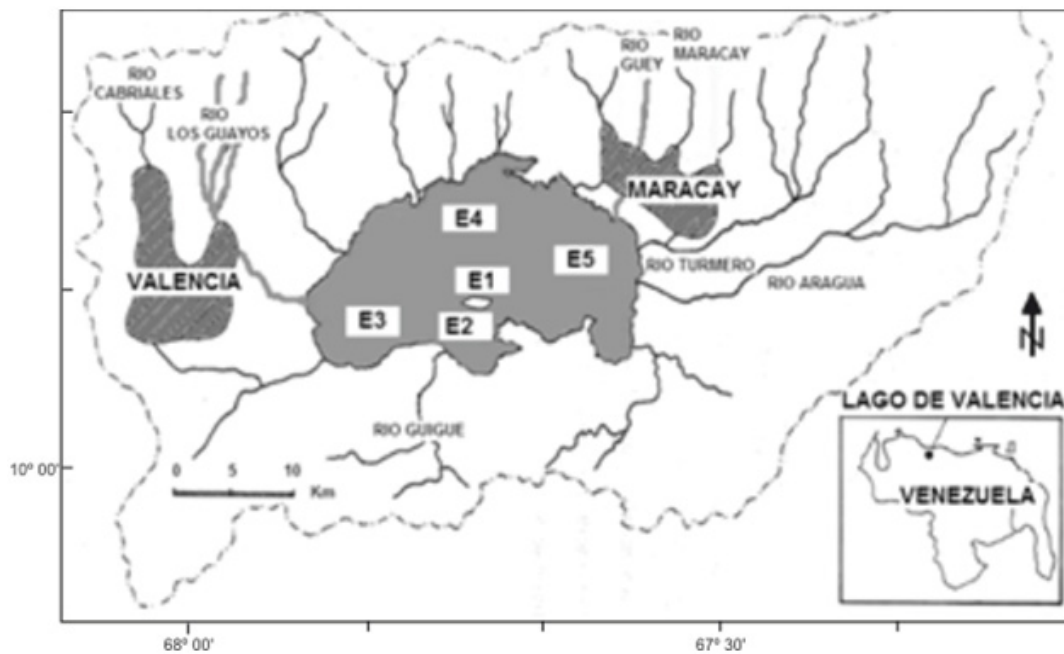 RIO
CABRIALES
RIO
LOS GUAYOS
RIO
GUEY
RIO
MARACAY
MARACAY
VALENCIA
E4
E5
E1
E3
E2
RIO TURMERO
RIO ARAGUA
N
RIO GUIGUE
LAGO DE VALENCIA
VENEZUELA
10º 00'
0 5 10
Km
68º 00'
67º 30'